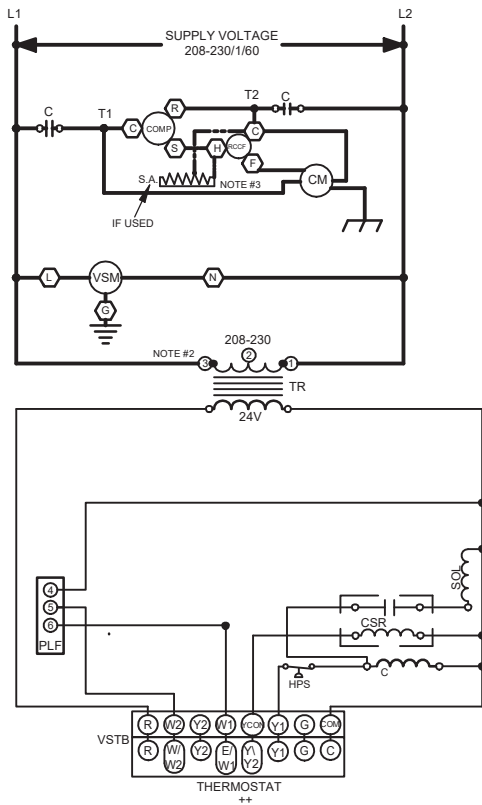 L1 L2
SUPPLY VOLTAGE
208-230/1/60
C T1 C COMP R T2 C
S H RCCF C
F
S.A. NOTE #3 CM
IF USED
L VSM N
G
208-230
NOTE #2 3 2 1
TR
24V
4
5
6
PLF
SOL
CSR
HPS C
R W2 Y2 W1 YCON Y1 G COM
VSTB
R W/W2 Y2 E/W1 Y\Y2 Y1 G C
THERMOSTAT
++